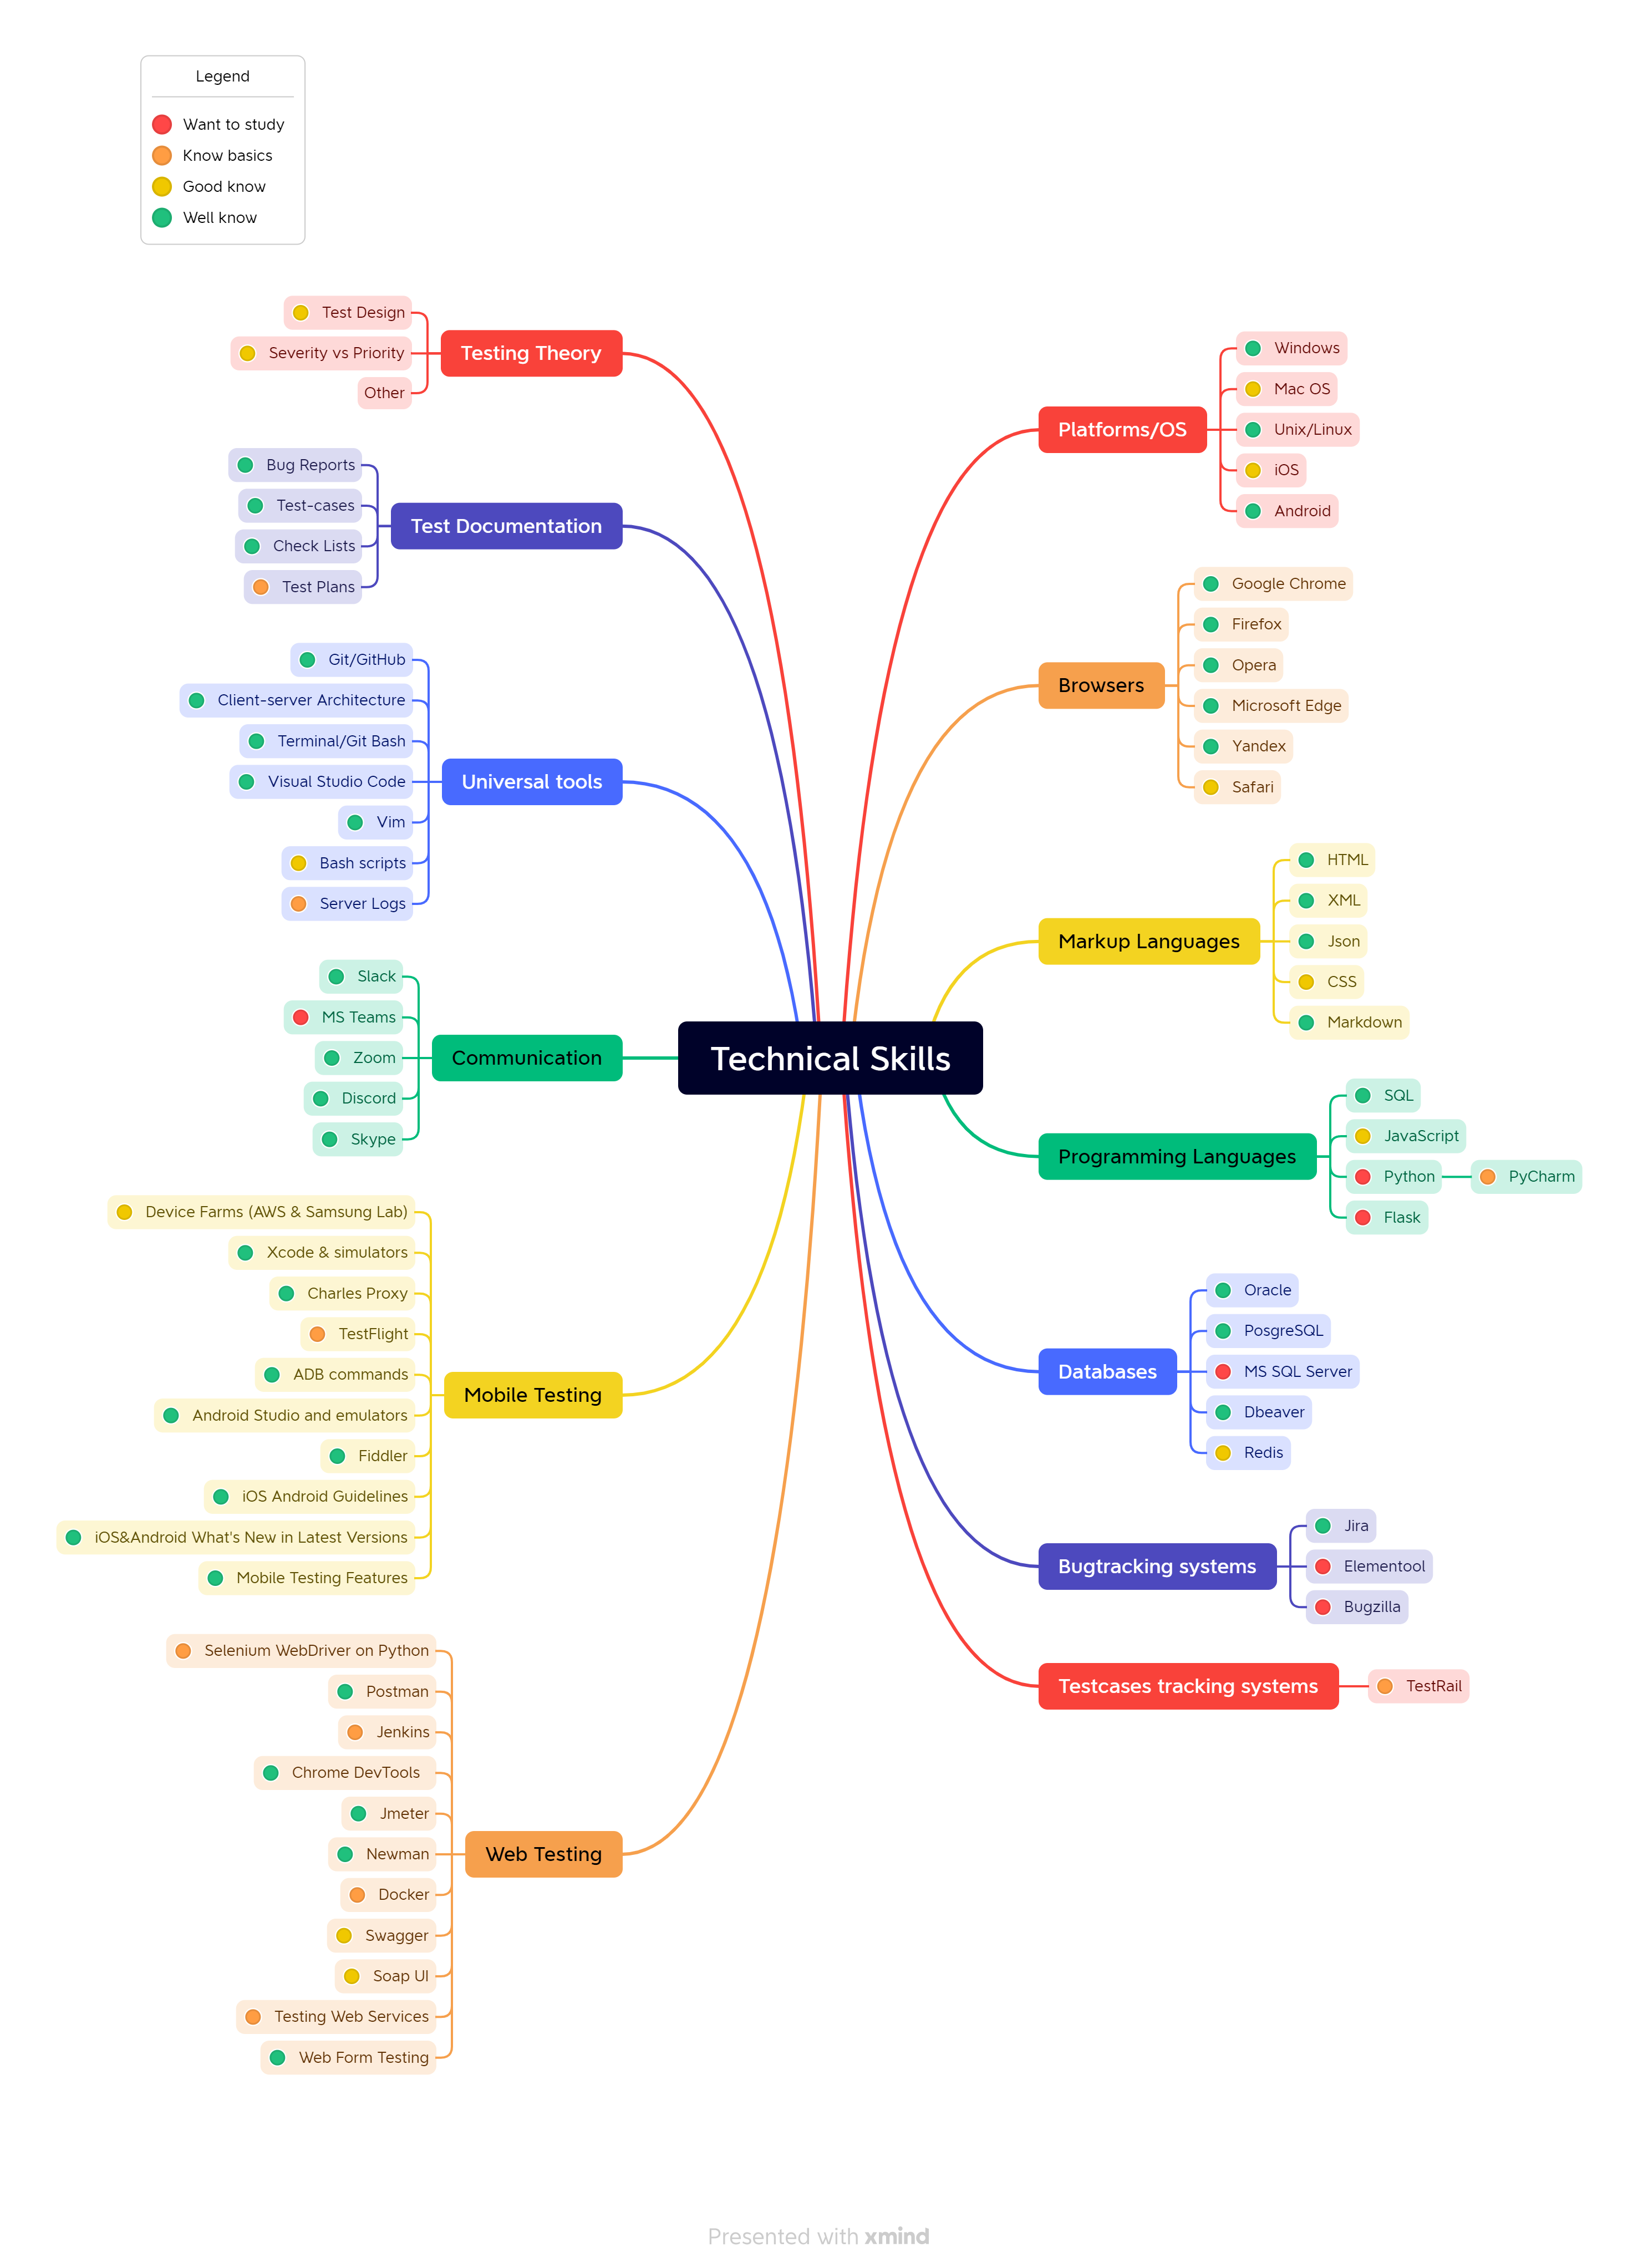 Legend
Want to study
Know basics
Good know
Well know
Technical Skills
Testing Theory
Test Design
Severity vs Priority
Other
Test Documentation
Bug Reports
Test-cases
Check Lists
Test Plans
Universal tools
Git/GitHub
Client-server Architecture
Terminal/Git Bash
Visual Studio Code
Vim
Bash scripts
Server Logs
Communication
Slack
MS Teams
Zoom
Discord
Skype
Mobile Testing
Device Farms (AWS & Samsung Lab)
Xcode & simulators
Charles Proxy
TestFlight
ADB commands
Android Studio and emulators
Fiddler
iOS Android Guidelines
iOS&Android What's New in Latest Versions
Mobile Testing Features
Web Testing
Selenium WebDriver on Python
Postman
Jenkins
Chrome DevTools
Jmeter
Newman
Docker
Swagger
Soap UI
Testing Web Services
Web Form Testing
Platforms/OS
Windows
Mac OS
Unix/Linux
iOS
Android
Browsers
Google Chrome
Firefox
Opera
Microsoft Edge
Yandex
Safari
Markup Languages
HTML
XML
Json
CSS
Markdown
Programming Languages
SQL
JavaScript
Python
PyCharm
Flask
Databases
Oracle
PosgreSQL
MS SQL Server
Dbeaver
Redis
Bugtracking systems
Jira
Elementool
Bugzilla
Testcases tracking systems
TestRail
Presented with xmind